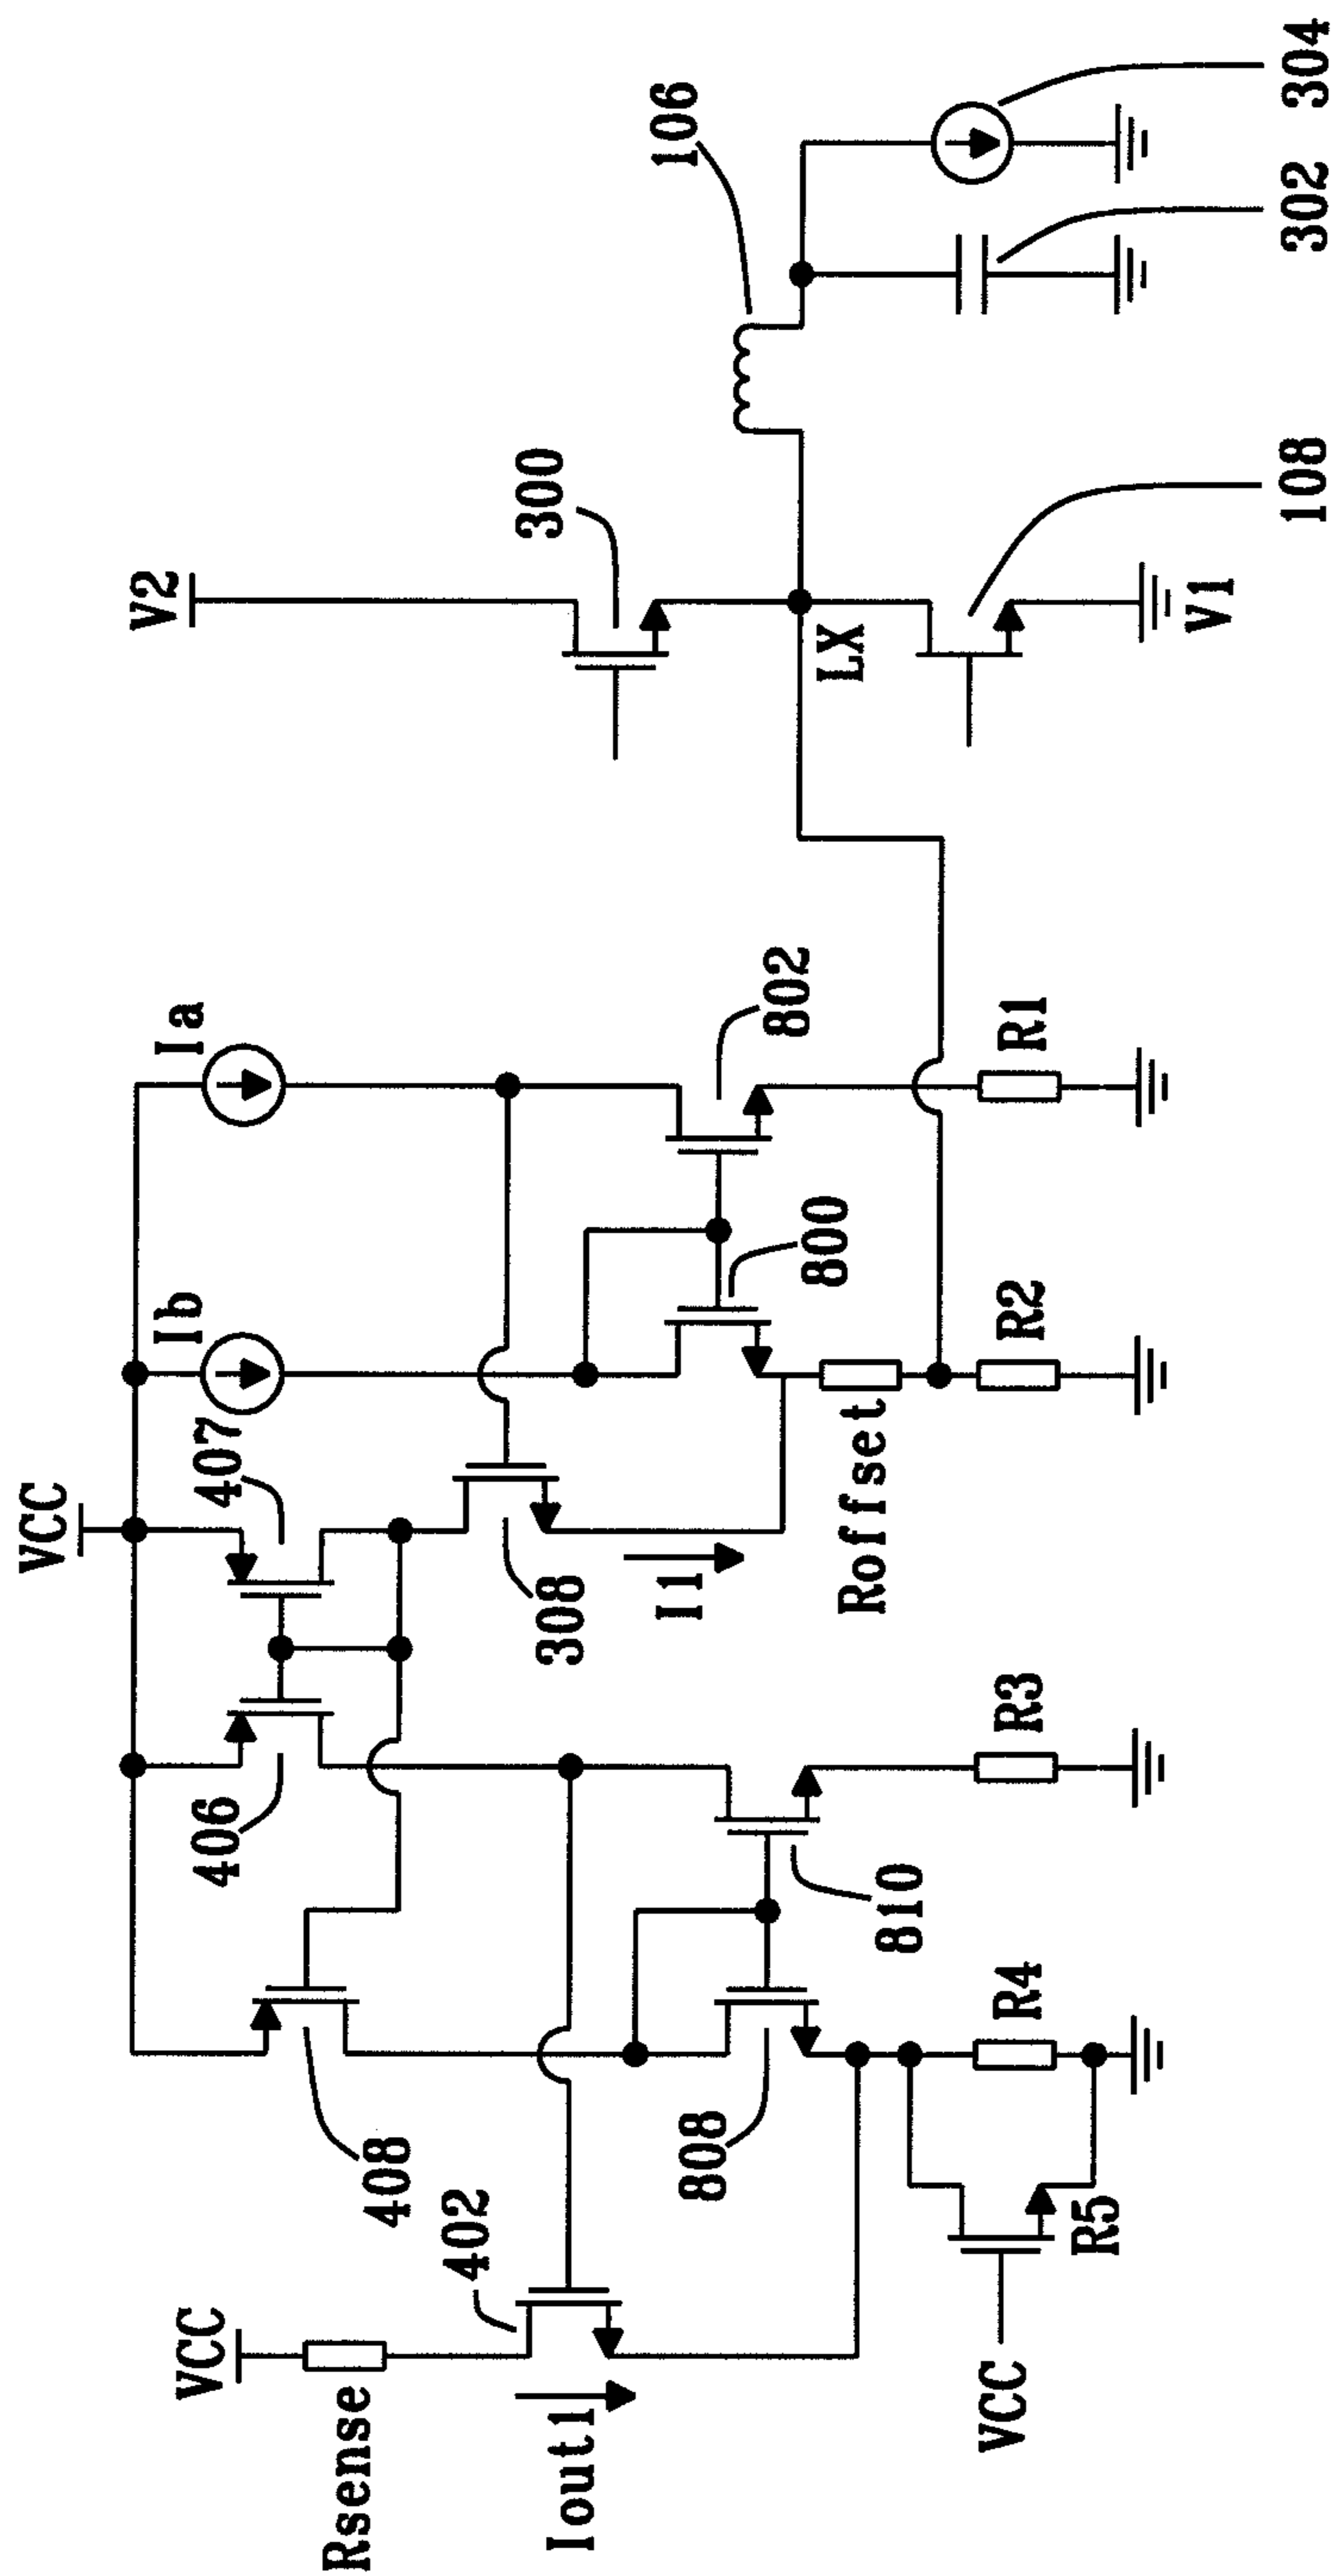 VCC
V2
Ia
Ib
407
406
408
VCC
Rsense
402
Iout1
308
I1
300
106
802
800
808
810
LX
Roffset
R1
R2
R3
R4
R5
VCC
V1
108
302
304